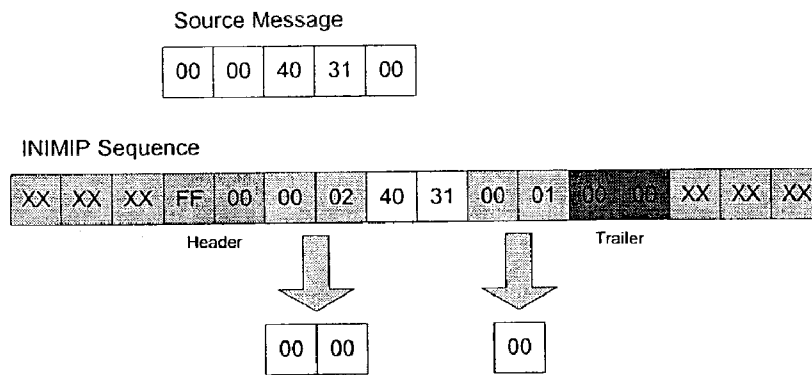 Source Message
00 00 40 31 00
INIMIP Sequence
XX XX XX FF 00 00 02 40 31 00 01 00 00 XX XX XX
Header Trailer
00 00 00